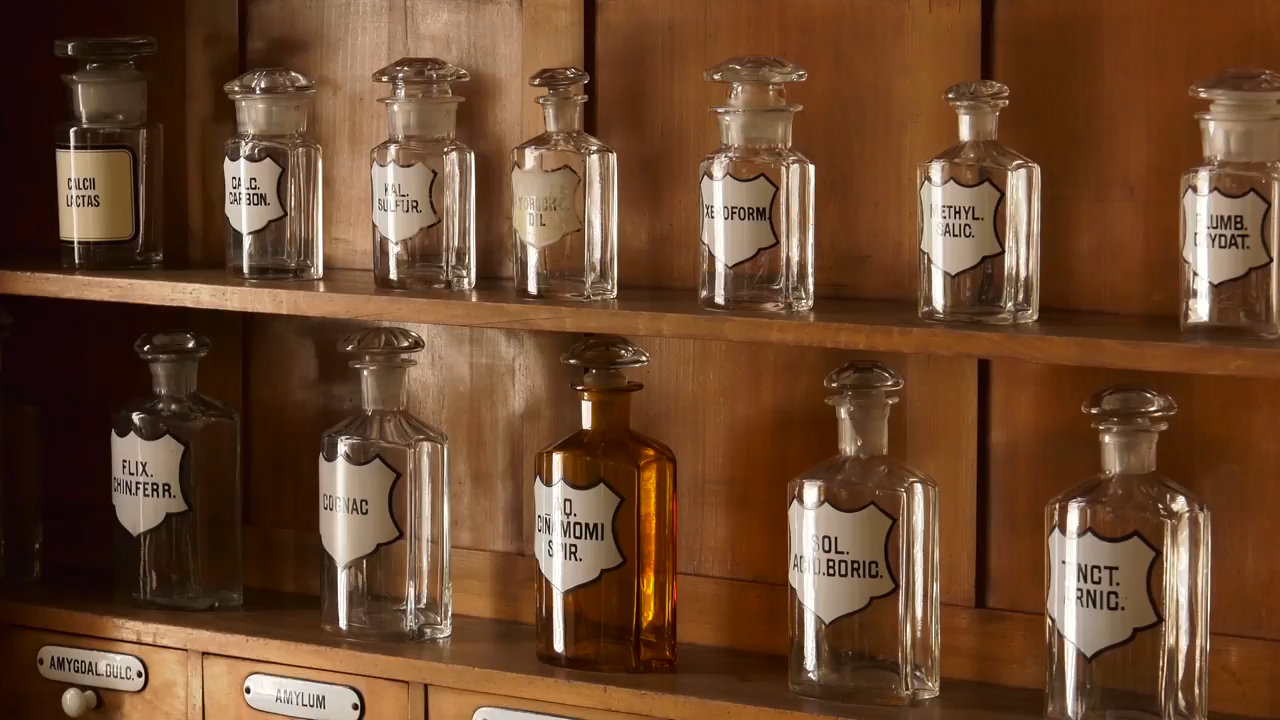 CALCII
LACTAS
CALC.
CARBON.
KAL.
SULFUR.
XEROFORM.
METHYL.
SALIC.
PLUMB.
OXYDAT.
FLIX.
CHIN.FERR.
COGNAC
AQ.
CINAMOMI
SPIR.
SOL.
ACID.BORIC.
TINCT.
ARNIC.
AMYGDAL.DULC.
AMYLUM